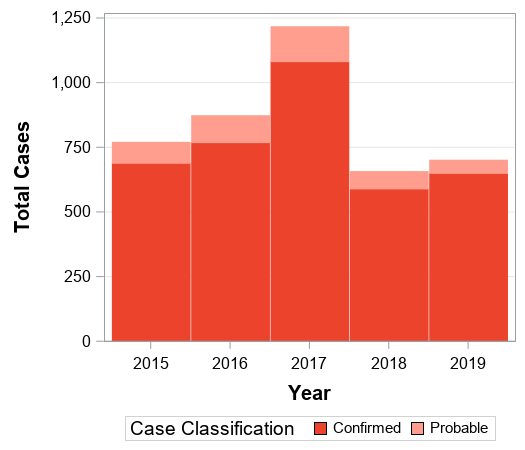 1,250
1,000
750
500
250
0
Total Cases
2015 2016 2017 2018 2019
Year
Case Classification Confirmed Probable